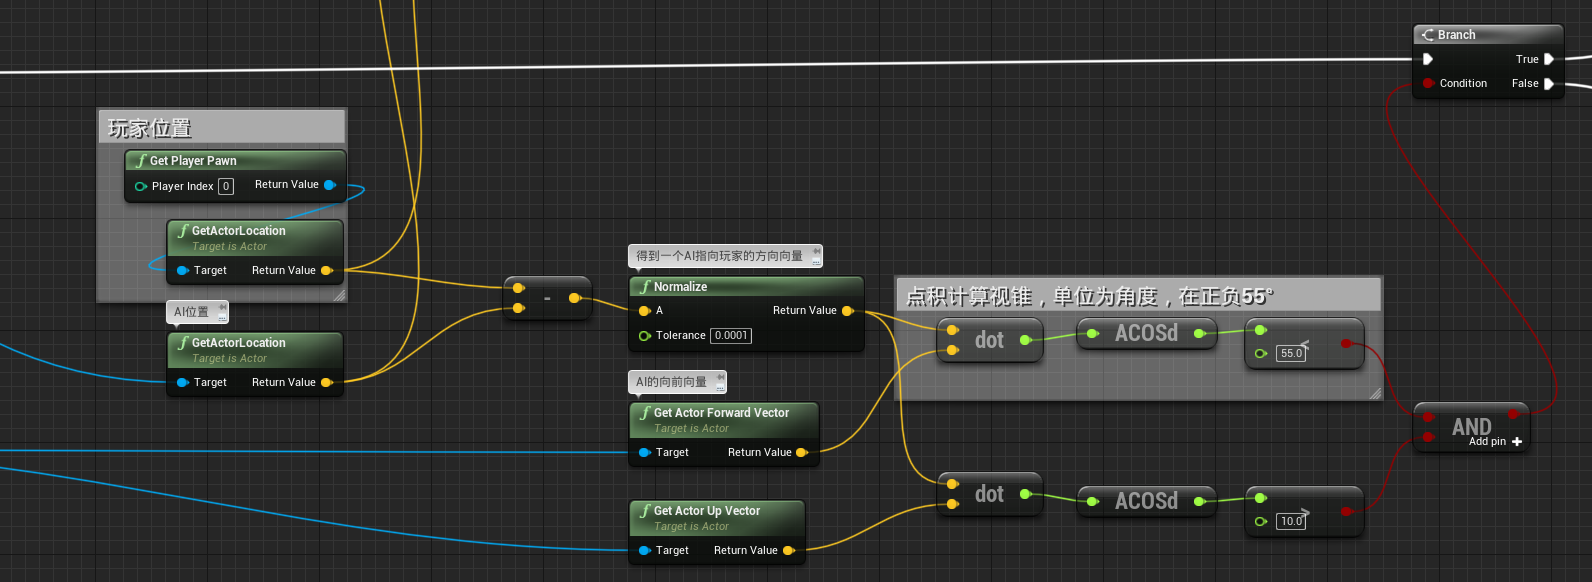 Branch
True
Condition
False
玩家位置
Get Player Pawn
Player Index 0
Return Value
GetActorLocation
Target is Actor
Target
Return Value
AI位置
GetActorLocation
Target is Actor
Target
Return Value
-
得到一个AI指向玩家的方向向量
Normalize
A
Return Value
Tolerance 0.0001
AI的向前向量
Get Actor Forward Vector
Target is Actor
Target
Return Value
Get Actor Up Vector
Target is Actor
Target
Return Value
点积计算视锥，单位为角度，在正负55°
dot
ACOSd
<
55.0
dot
ACOSd
>
10.0
AND
Add pin +